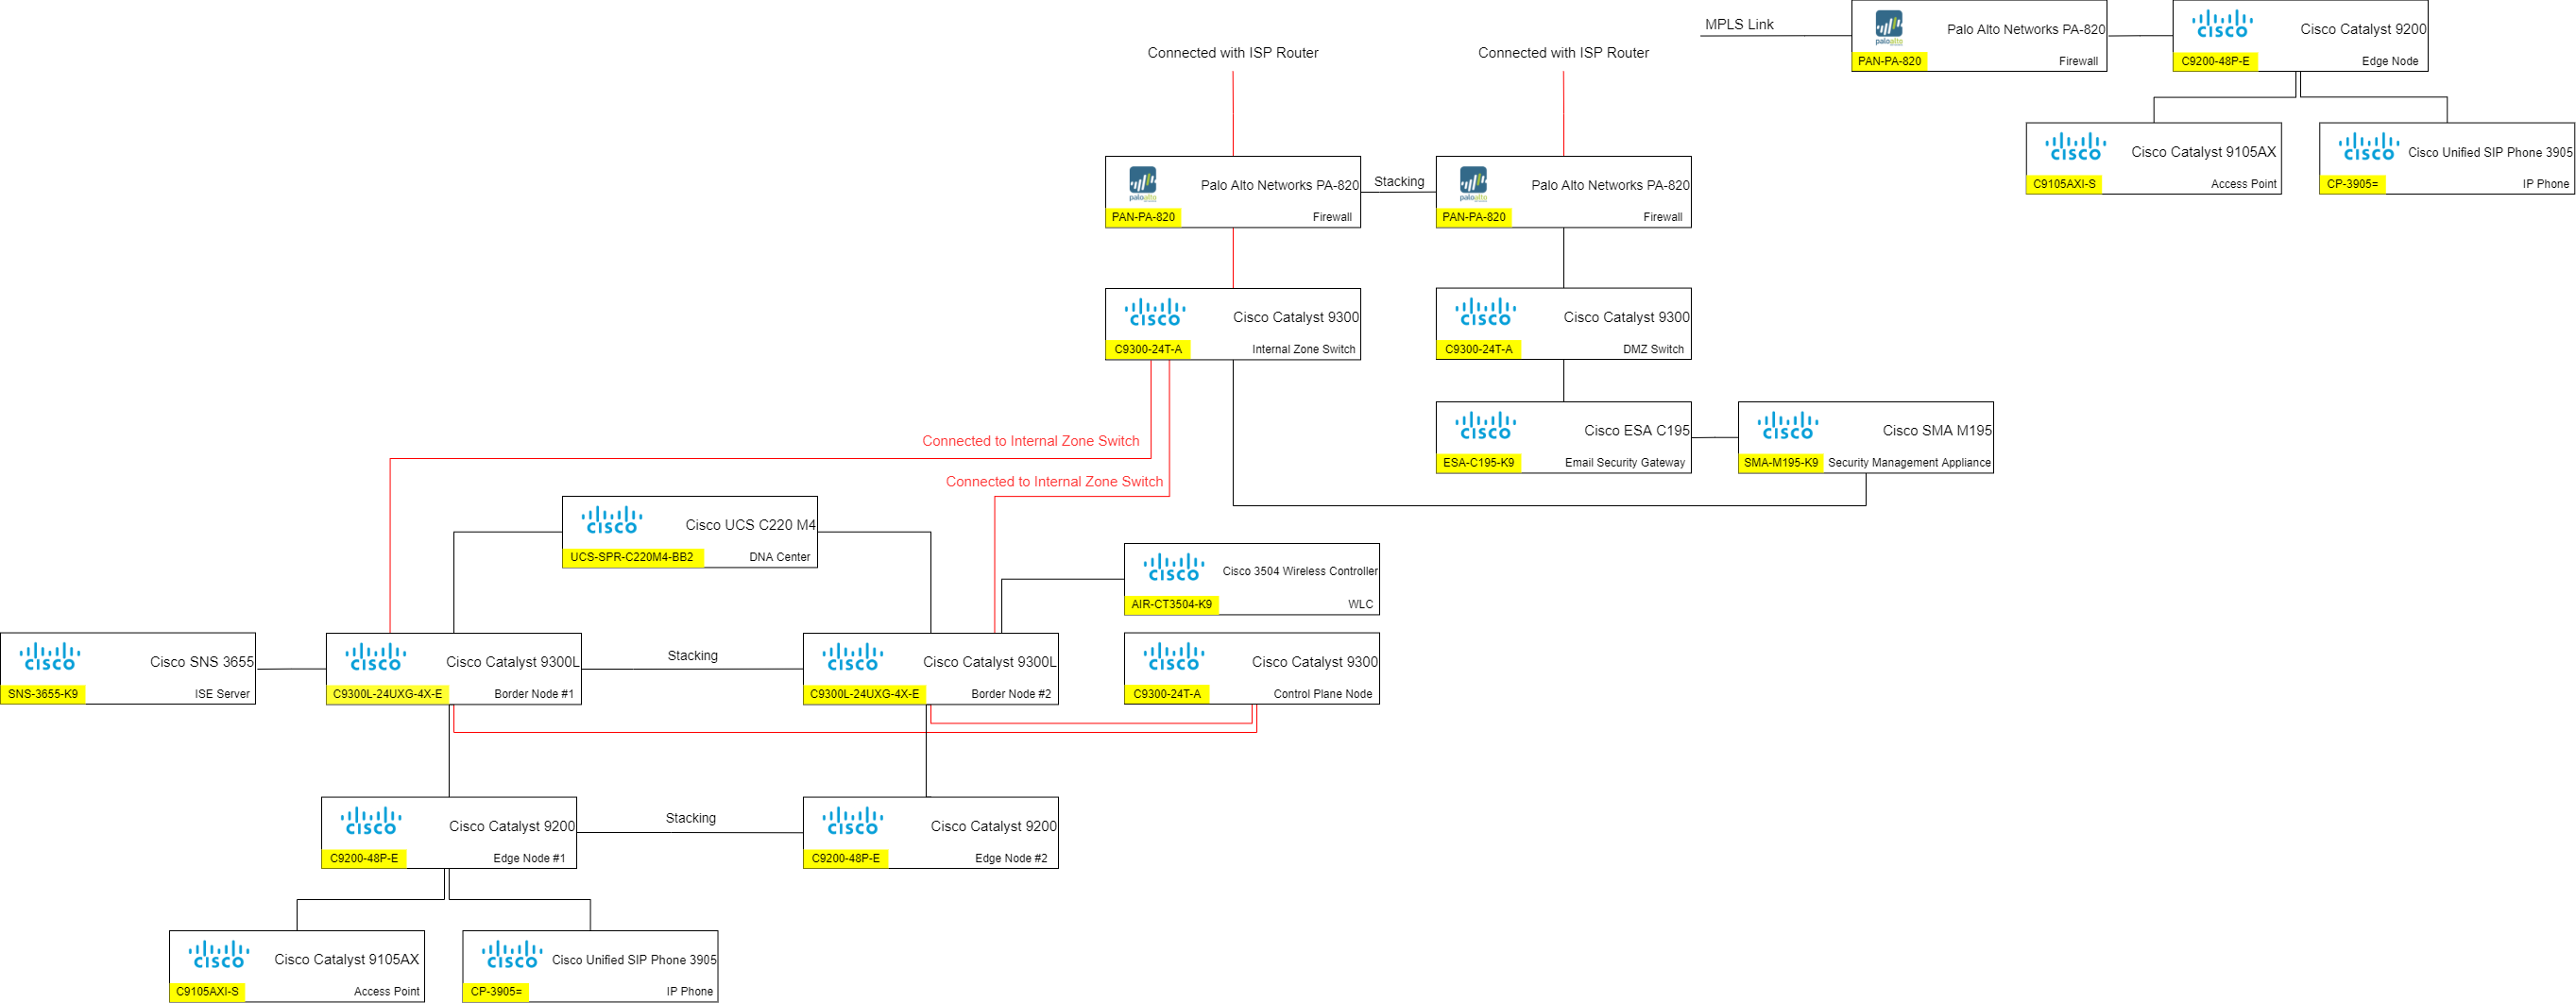 MPLS Link
paloalto
Palo Alto Networks PA-820
PAN-PA-820
Firewall
CISCO
Cisco Catalyst 9200
C9200-48P-E
Edge Node
CISCO
Cisco Catalyst 9105AX
C9105AXI-S
Access Point
CISCO
Cisco Unified SIP Phone 3905
CP-3905=
IP Phone
Connected with ISP Router
Connected with ISP Router
paloalto
Palo Alto Networks PA-820
PAN-PA-820
Firewall
Stacking
paloalto
Palo Alto Networks PA-820
PAN-PA-820
Firewall
CISCO
Cisco Catalyst 9300
C9300-24T-A
Internal Zone Switch
CISCO
Cisco Catalyst 9300
C9300-24T-A
DMZ Switch
CISCO
Cisco ESA C195
ESA-C195-K9
Email Security Gateway
CISCO
Cisco SMA M195
SMA-M195-K9
Security Management Appliance
Connected to Internal Zone Switch
Connected to Internal Zone Switch
CISCO
Cisco UCS C220 M4
UCS-SPR-C220M4-BB2
DNA Center
CISCO
Cisco 3504 Wireless Controller
AIR-CT3504-K9
WLC
CISCO
Cisco SNS 3655
SNS-3655-K9
ISE Server
CISCO
Cisco Catalyst 9300L
C9300L-24UXG-4X-E
Border Node #1
Stacking
CISCO
Cisco Catalyst 9300L
C9300L-24UXG-4X-E
Border Node #2
CISCO
Cisco Catalyst 9300
C9300-24T-A
Control Plane Node
CISCO
Cisco Catalyst 9200
C9200-48P-E
Edge Node #1
Stacking
CISCO
Cisco Catalyst 9200
C9200-48P-E
Edge Node #2
CISCO
Cisco Catalyst 9105AX
C9105AXI-S
Access Point
CISCO
Cisco Unified SIP Phone 3905
CP-3905=
IP Phone